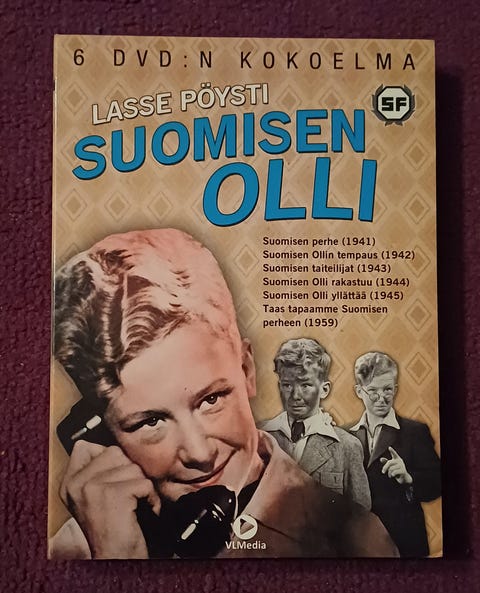 6 DVD:N KOKOELMA
LASSE PÖYSTI
SF
SUOMISEN
OLLI
Suomisen perhe (1941)
Suomisen Ollin tempaus (1942)
Suomisen taiteilijat (1943)
Suomisen Olli rakastuu (1944)
Suomisen Olli yllättää (1945)
Taas tapaamme Suomisen
perheen (1959)
VLMedia